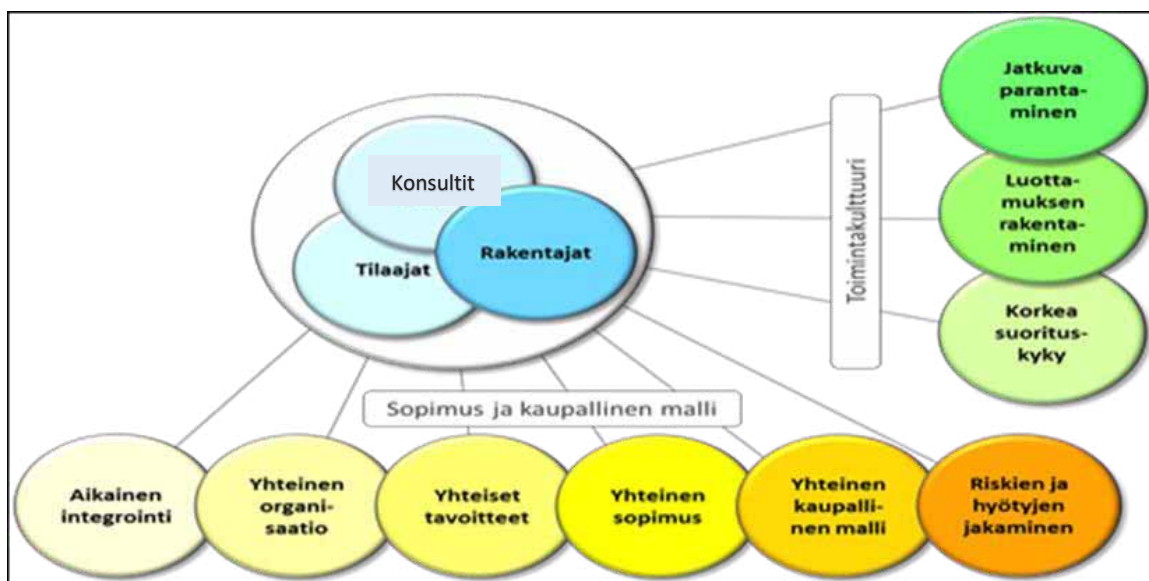 Konsultit
Tilaajat
Rakentajat
Toimintakulttuuri
Jatkuva
paranta-
minen
Luotta-
muksen
rakenta-
minen
Korkea
suoritus-
kyky
Sopimus ja kaupallinen malli
Aikainen
integrointi
Yhteinen
organi-
saatio
Yhteiset
tavoitteet
Yhteinen
sopimus
Yhteinen
kaupalli-
nen malli
Riskien ja
hyötyjen
jakaminen